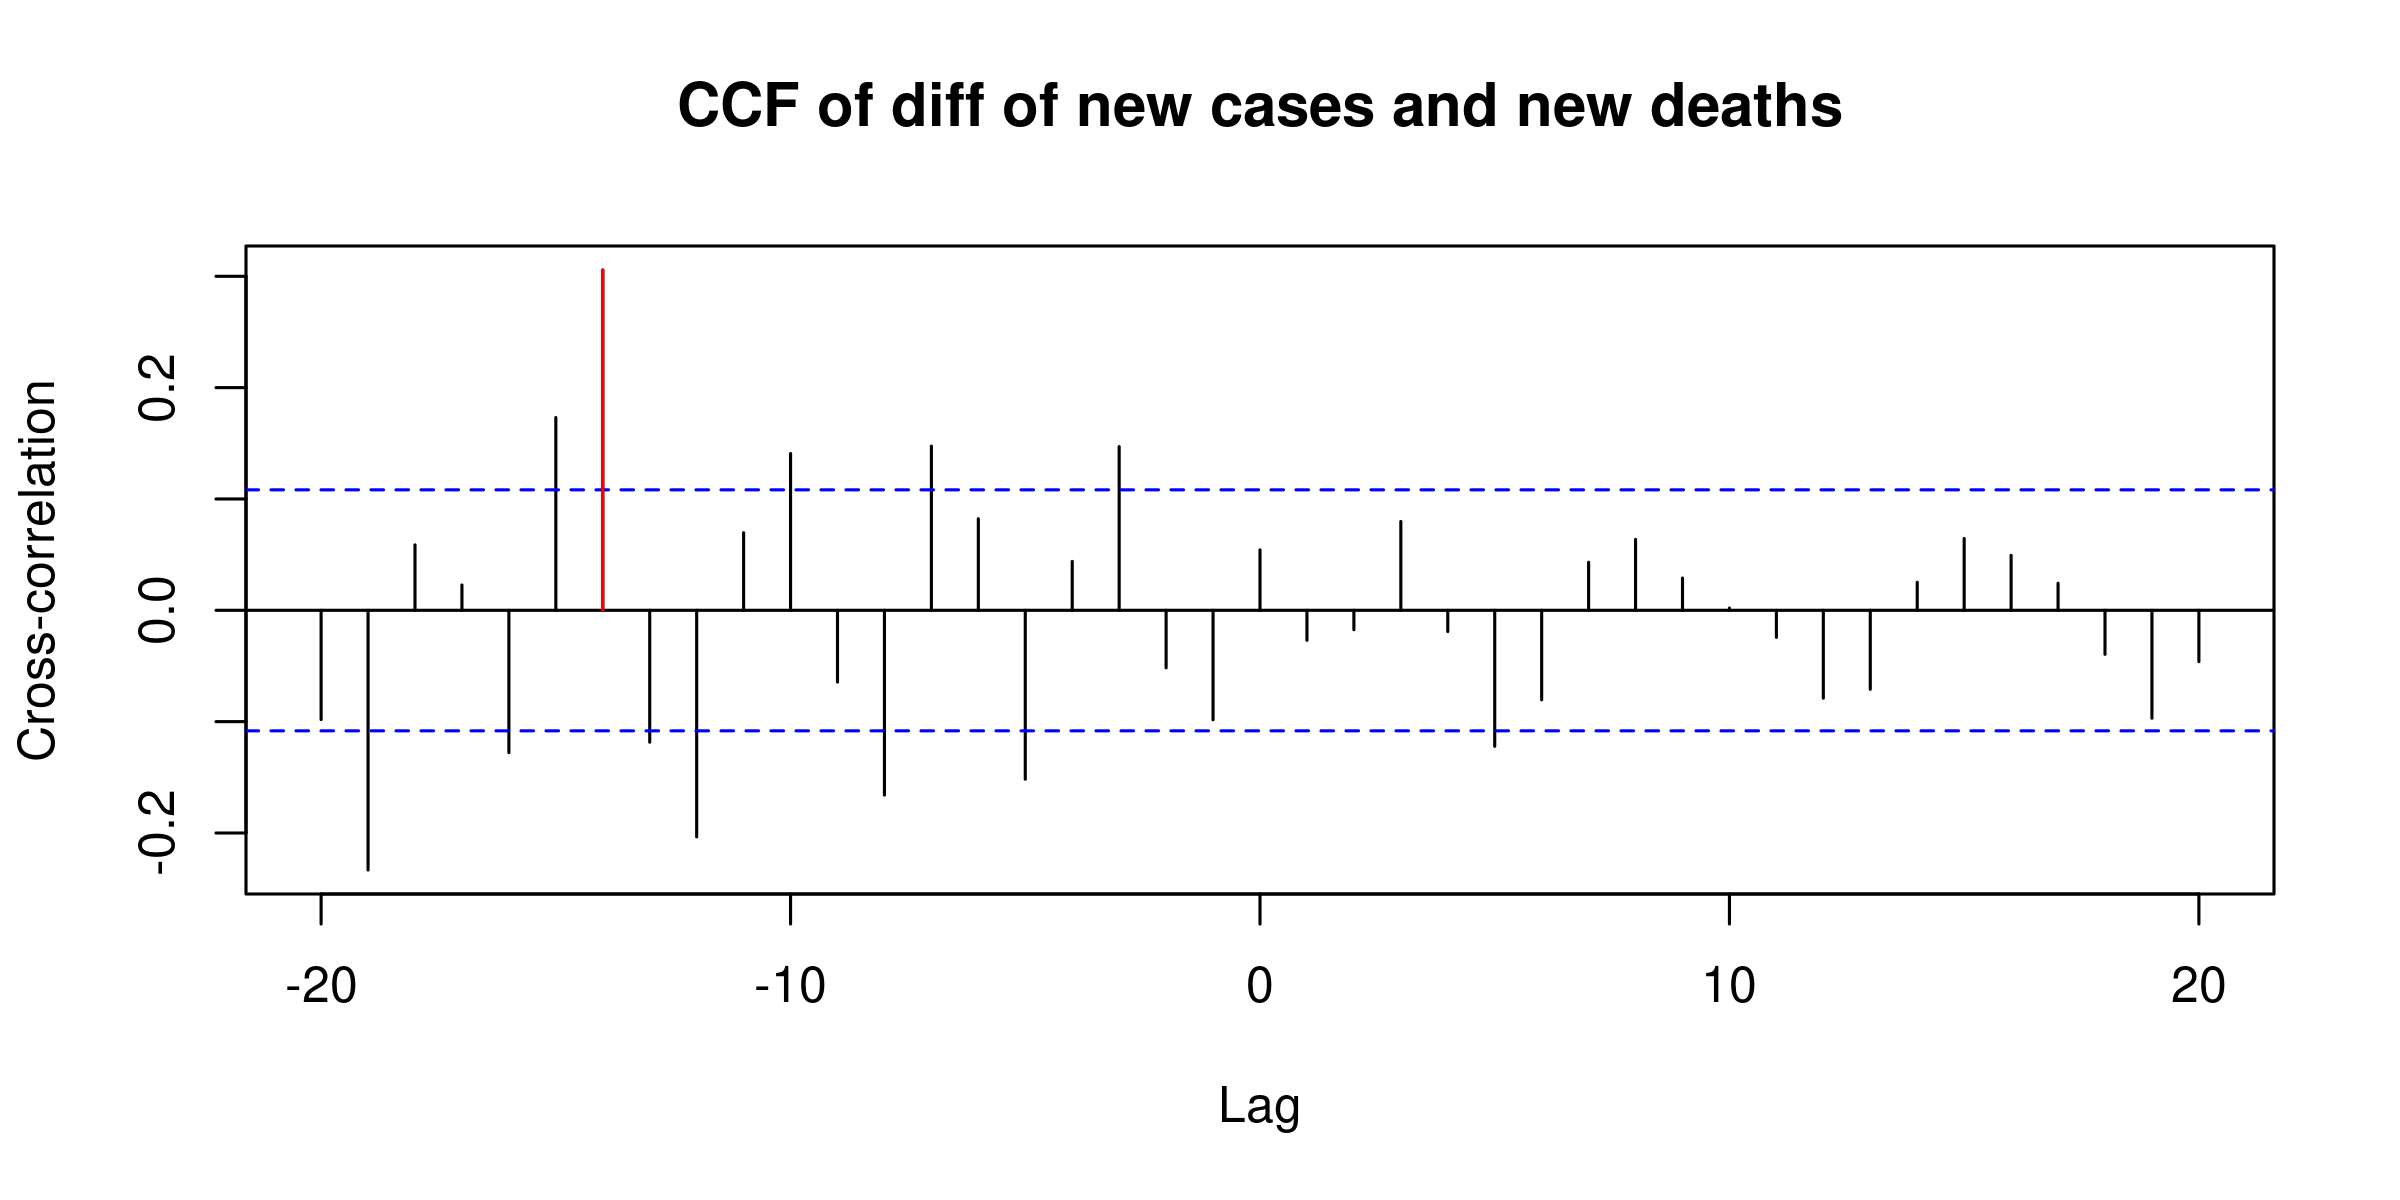 CCF of diff of new cases and new deaths
Cross-correlation
0.2
0.0
-0.2
-20 -10 0 10 20
Lag